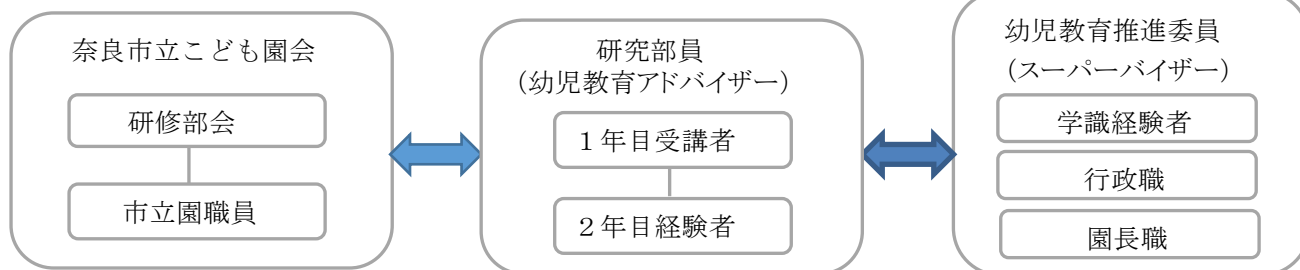 奈良市立こども園会
研修部会
市立園職員
研究部員
（幼児教育アドバイザー）
１年目受講者
２年目経験者
幼児教育推進委員
（スーパーバイザー）
学識経験者
行政職
園長職